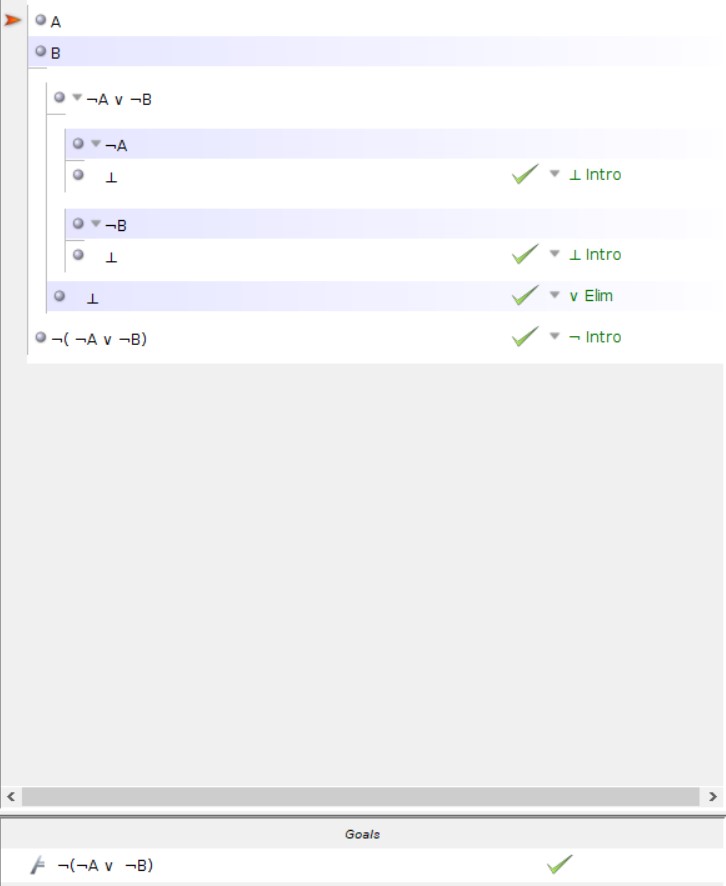 A
B
¬A ∨ ¬B
¬A
⊥ ⊥ Intro
¬B
⊥ ⊥ Intro
⊥ ∨ Elim
¬( ¬A ∨ ¬B) ¬ Intro
Goals
¬(¬A ∨ ¬B)